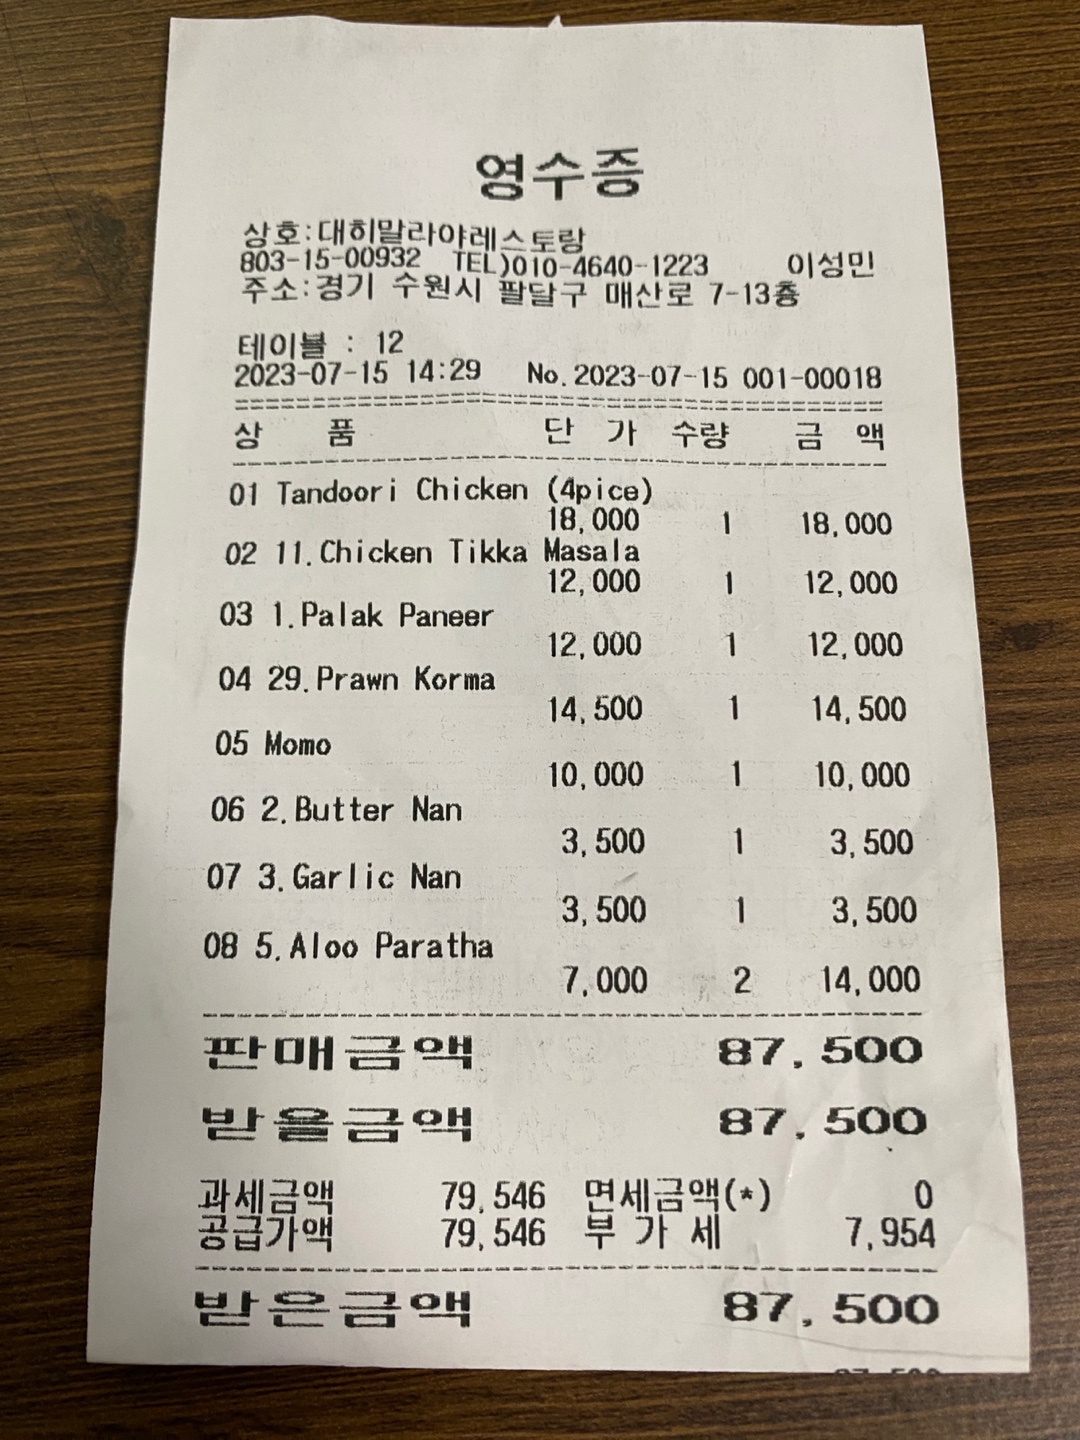 영수증
상호:대히말라야레스토랑
803-15-00932 TEL)010-4640-1223 이성민
주소:경기 수원시 팔달구 매산로 7-13층
테이블 : 12
2023-07-15 14:29 No.2023-07-15 001-00018
상 품 단 가 수량 금 액
01 Tandoori Chicken (4pice)
18,000 1 18,000
02 11.Chicken Tikka Masala
12,000 1 12,000
03 1.Palak Paneer
12,000 1 12,000
04 29.Prawn Korma
14,500 1 14,500
05 Momo
10,000 1 10,000
06 2.Butter Nan
3,500 1 3,500
07 3.Garlic Nan
3,500 1 3,500
08 5.Aloo Paratha
7,000 2 14,000
판매금액 87,500
받을금액 87,500
과세금액 79,546 면세금액(*) 0
공급가액 79,546 부 가 세 7,954
받은금액 87,500